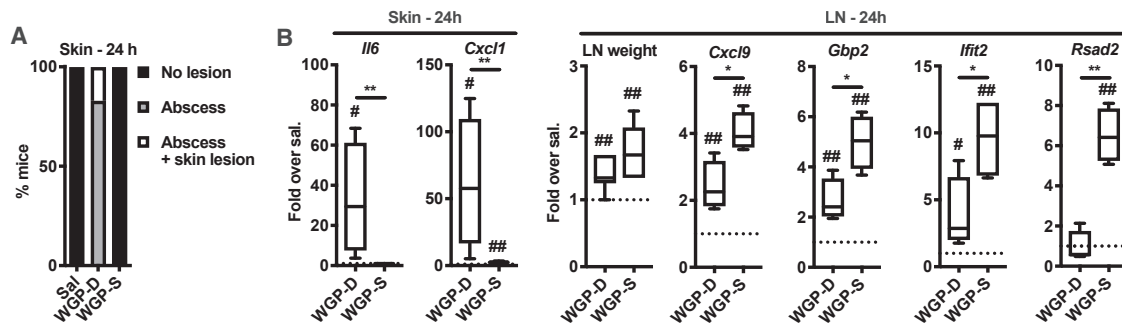 A
Skin - 24 h
100
50
0
% mice
Sal
WGP-D
WGP-S
No lesion
Abscess
Abscess
+ skin lesion
B
Skin - 24h
Il6
Fold over sal.
100
80
60
40
20
0
#
**
WGP-D
WGP-S
Cxcl1
150
100
50
0
#
**
##
WGP-D
WGP-S
LN - 24h
LN weight
Fold over sal.
3
2
1
0
##
##
WGP-D
WGP-S
Cxcl9
6
4
2
0
##
*
##
WGP-D
WGP-S
Gbp2
8
6
4
2
0
##
*
##
WGP-D
WGP-S
Ifit2
15
10
5
0
#
*
##
WGP-D
WGP-S
Rsad2
10
8
6
4
2
0
**
##
WGP-D
WGP-S